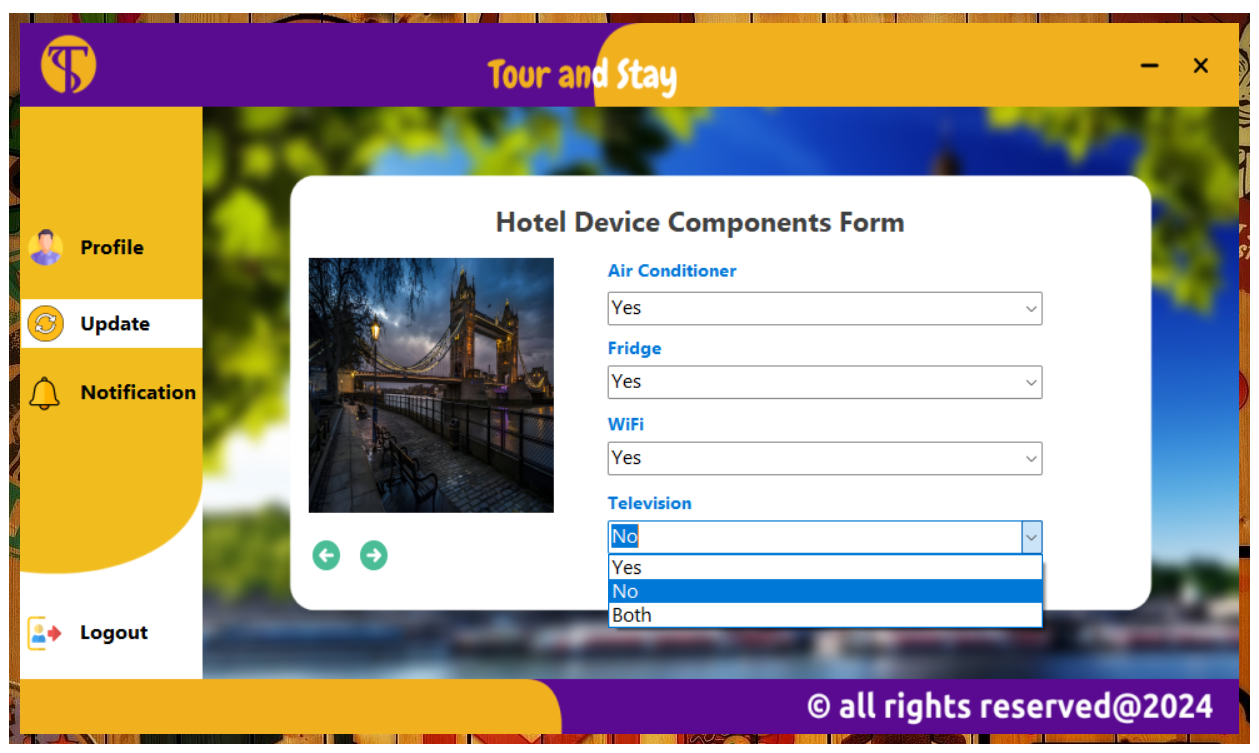 Tour and Stay
Profile
Update
Notification
Logout
Hotel Device Components Form
Air Conditioner
Yes
Fridge
Yes
WiFi
Yes
Television
No
Yes
No
Both
© all rights reserved@2024